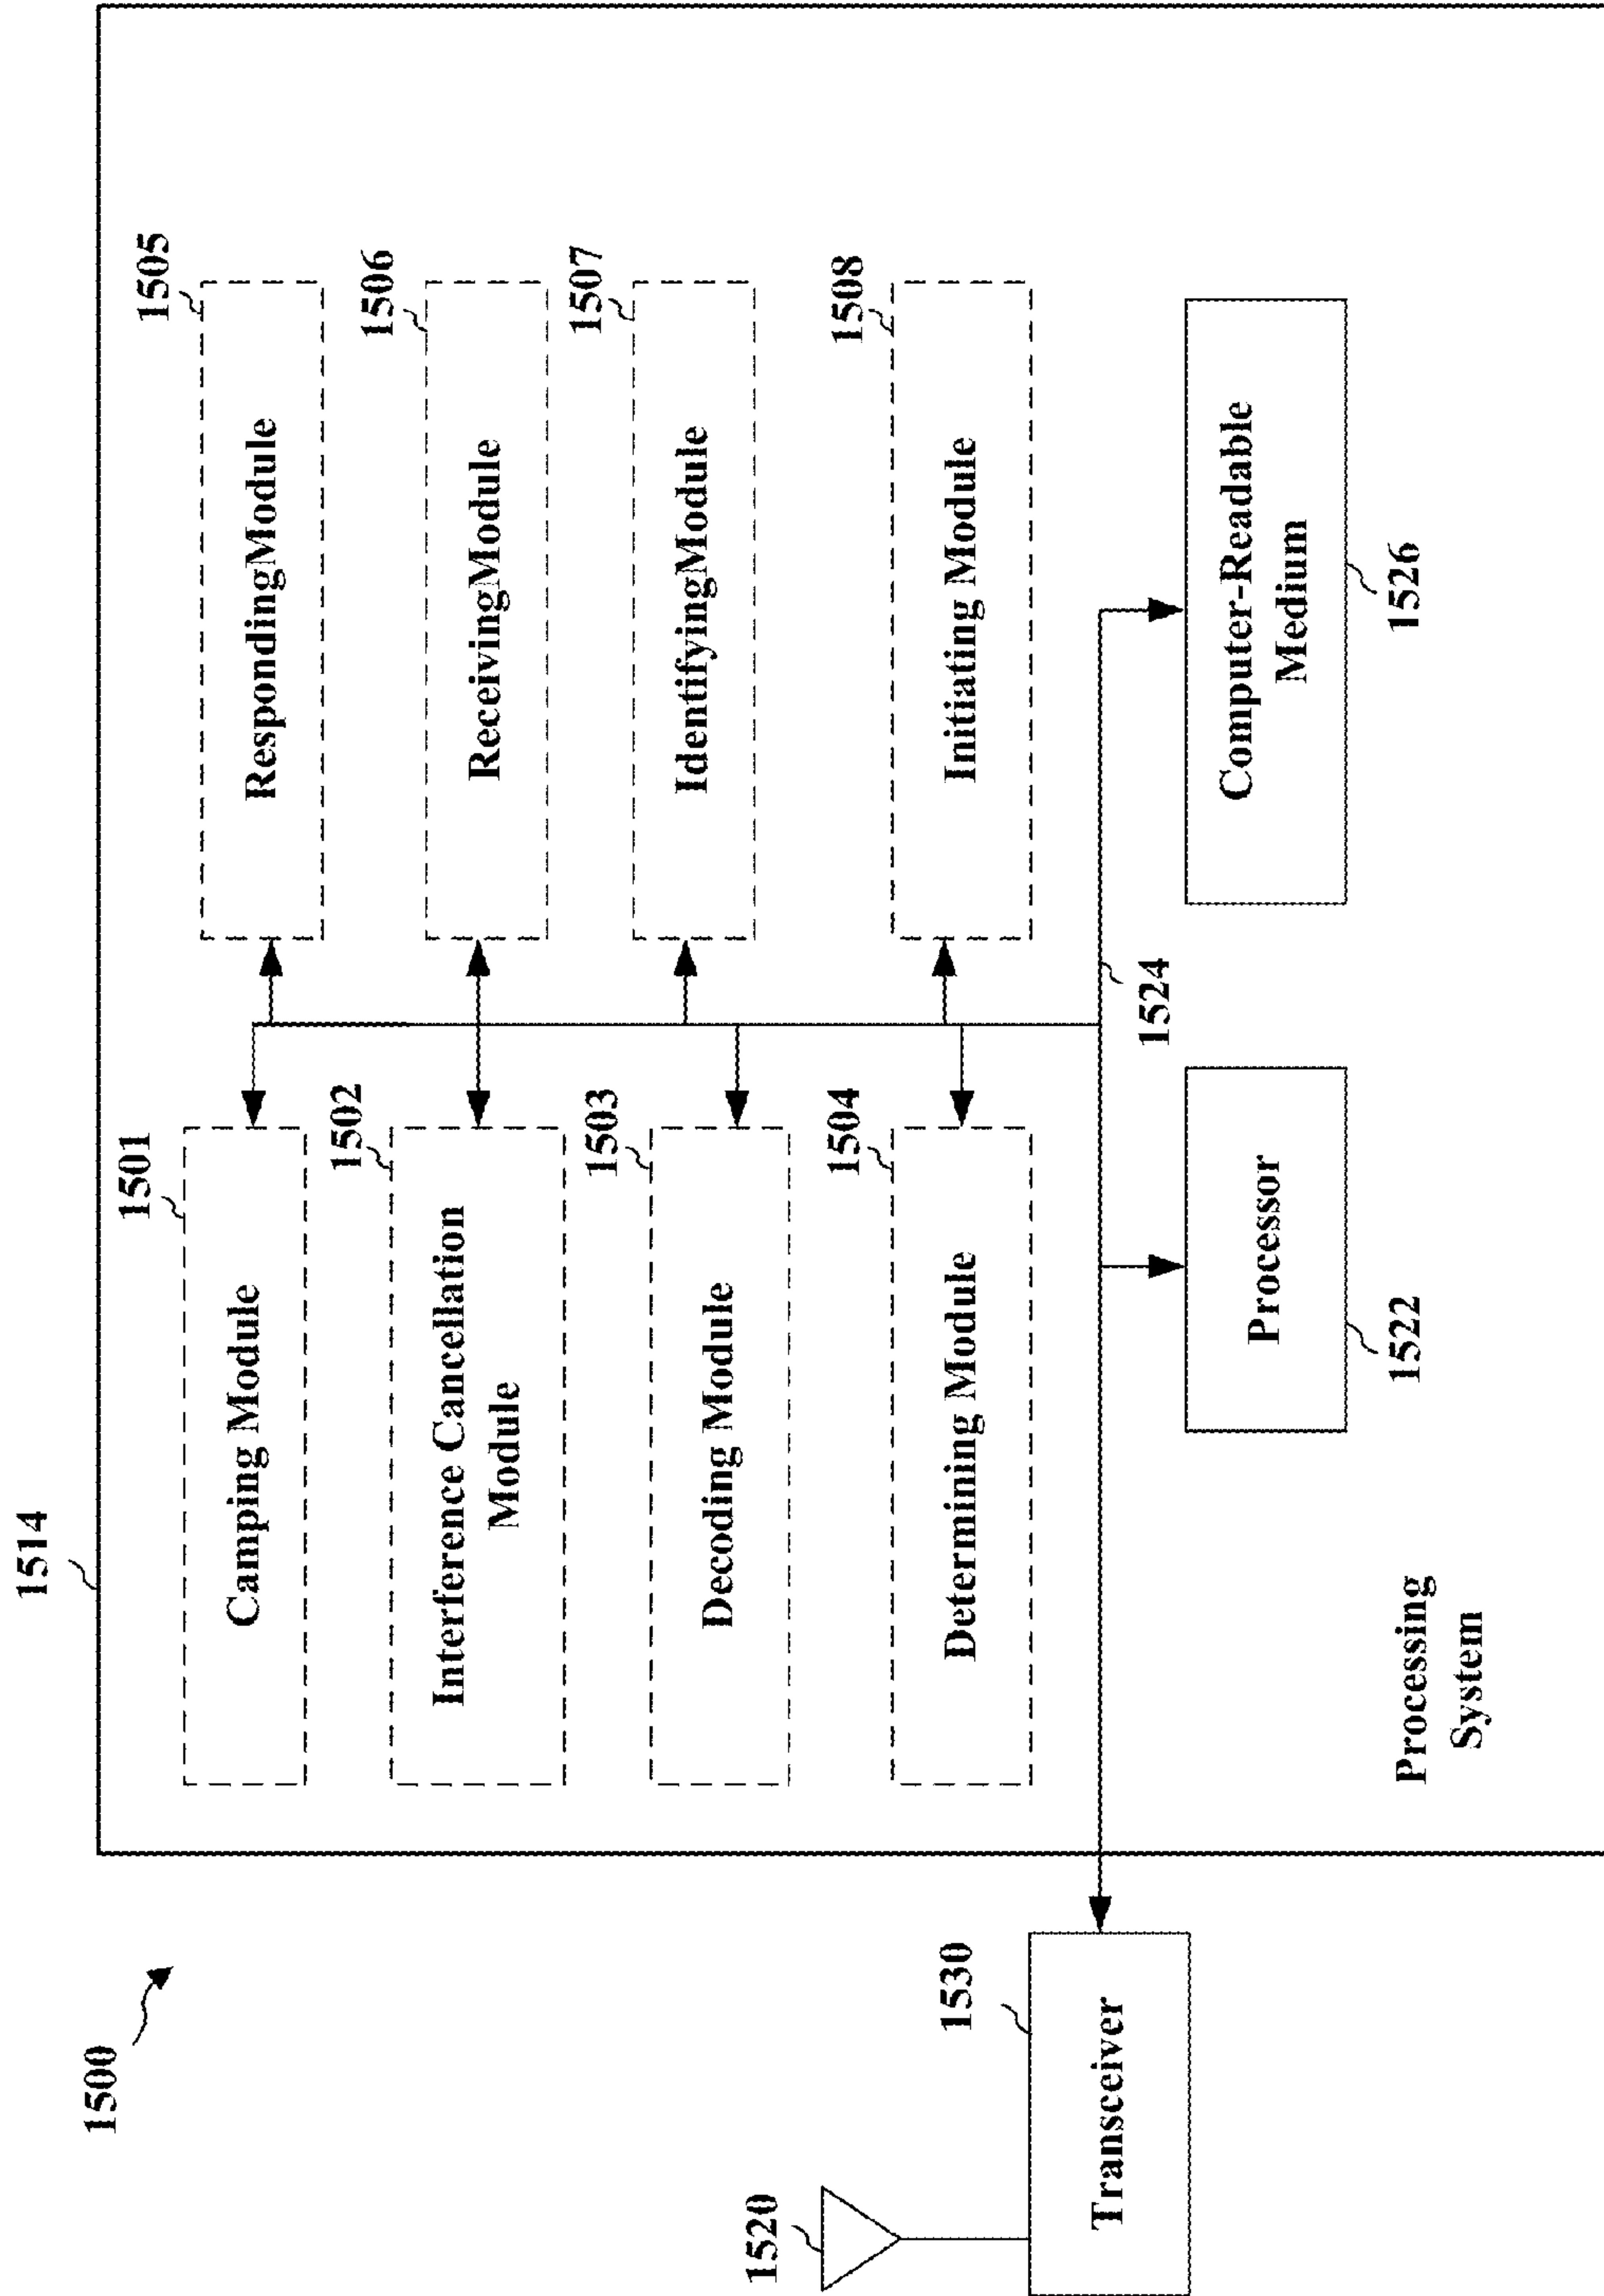 1500
1514
1501
Camping Module
1505
RespondingModule
1502
Interference Cancellation
Module
1506
ReceivingModule
1503
Decoding Module
1507
IdentifyingModule
1504
Determining Module
1508
Initiating Module
1520
1530
Transceiver
1524
Processor
1522
Computer-Readable
Medium
1526
Processing
System